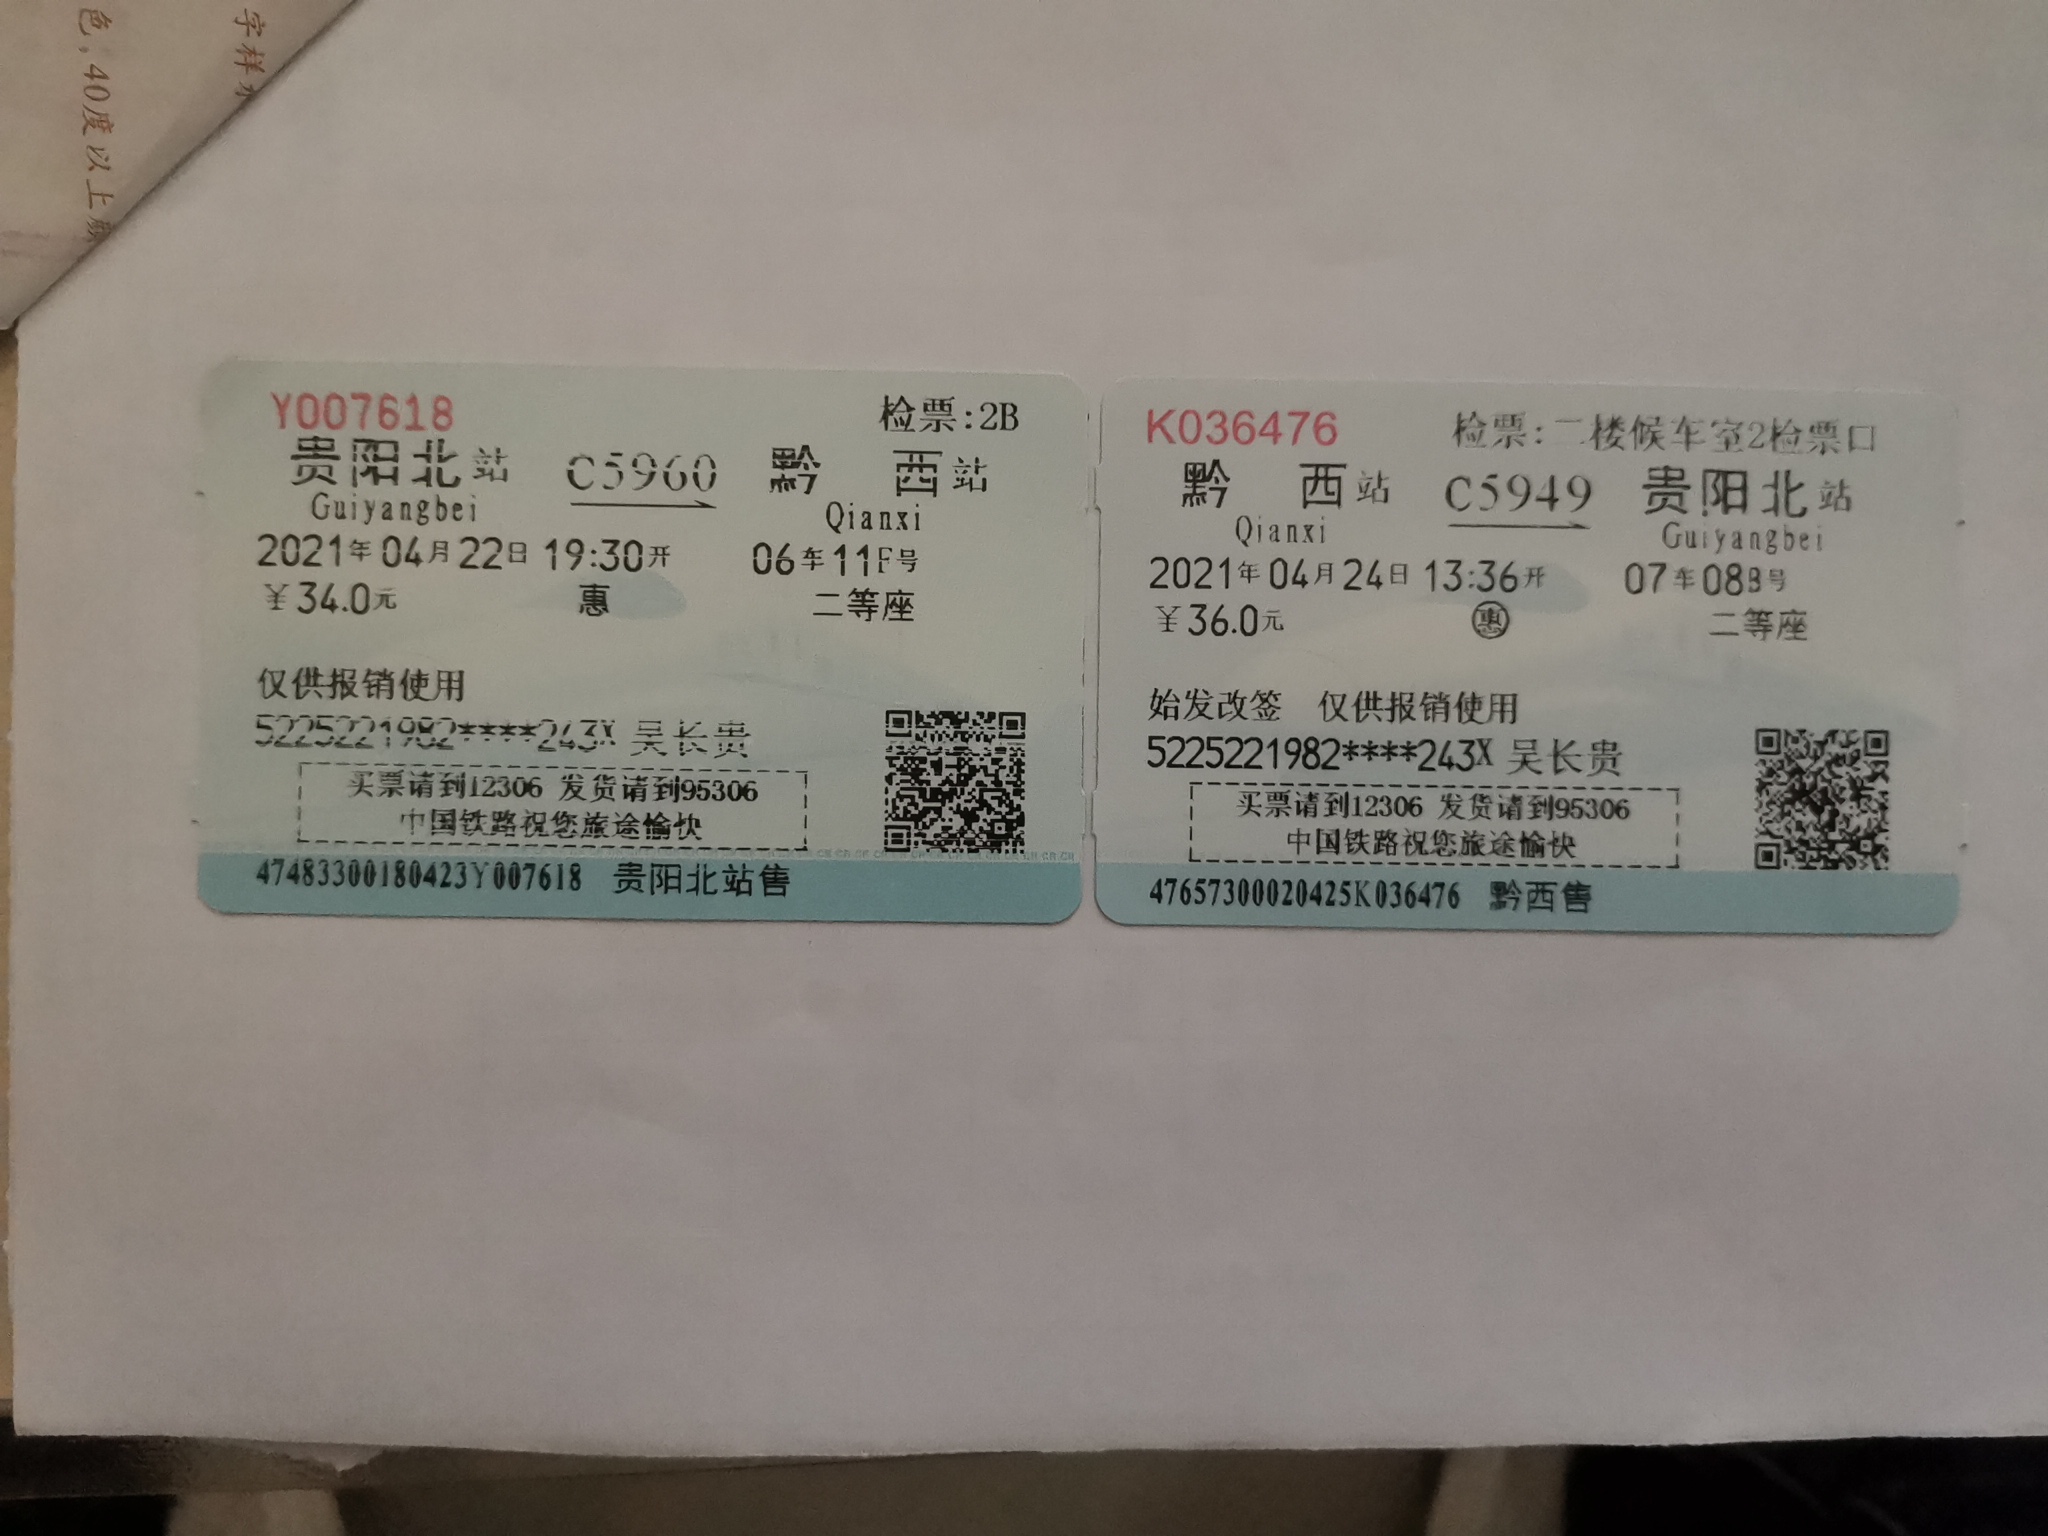 字样水
色,40度以上
Y007618 检票:2B
贵阳北站 C5960 黔 西站
Guiyangbei Qianxi
2021年04月22日 19:30开 06车11F号
￥34.0元 惠 二等座
仅供报销使用
5225221982****243X 吴长贵
买票请到12306 发货请到95306
中国铁路祝您旅途愉快
47483300180423Y007618 贵阳北站售
K036476 检票:二楼候车室2检票口
黔 西站 C5949 贵阳北站
Qianxi Guiyangbei
2021年04月24日 13:36开 07车08B号
￥36.0元 惠 二等座
始发改签 仅供报销使用
5225221982****243X 吴长贵
买票请到12306 发货请到95306
中国铁路祝您旅途愉快
47657300020425K036476 黔西售